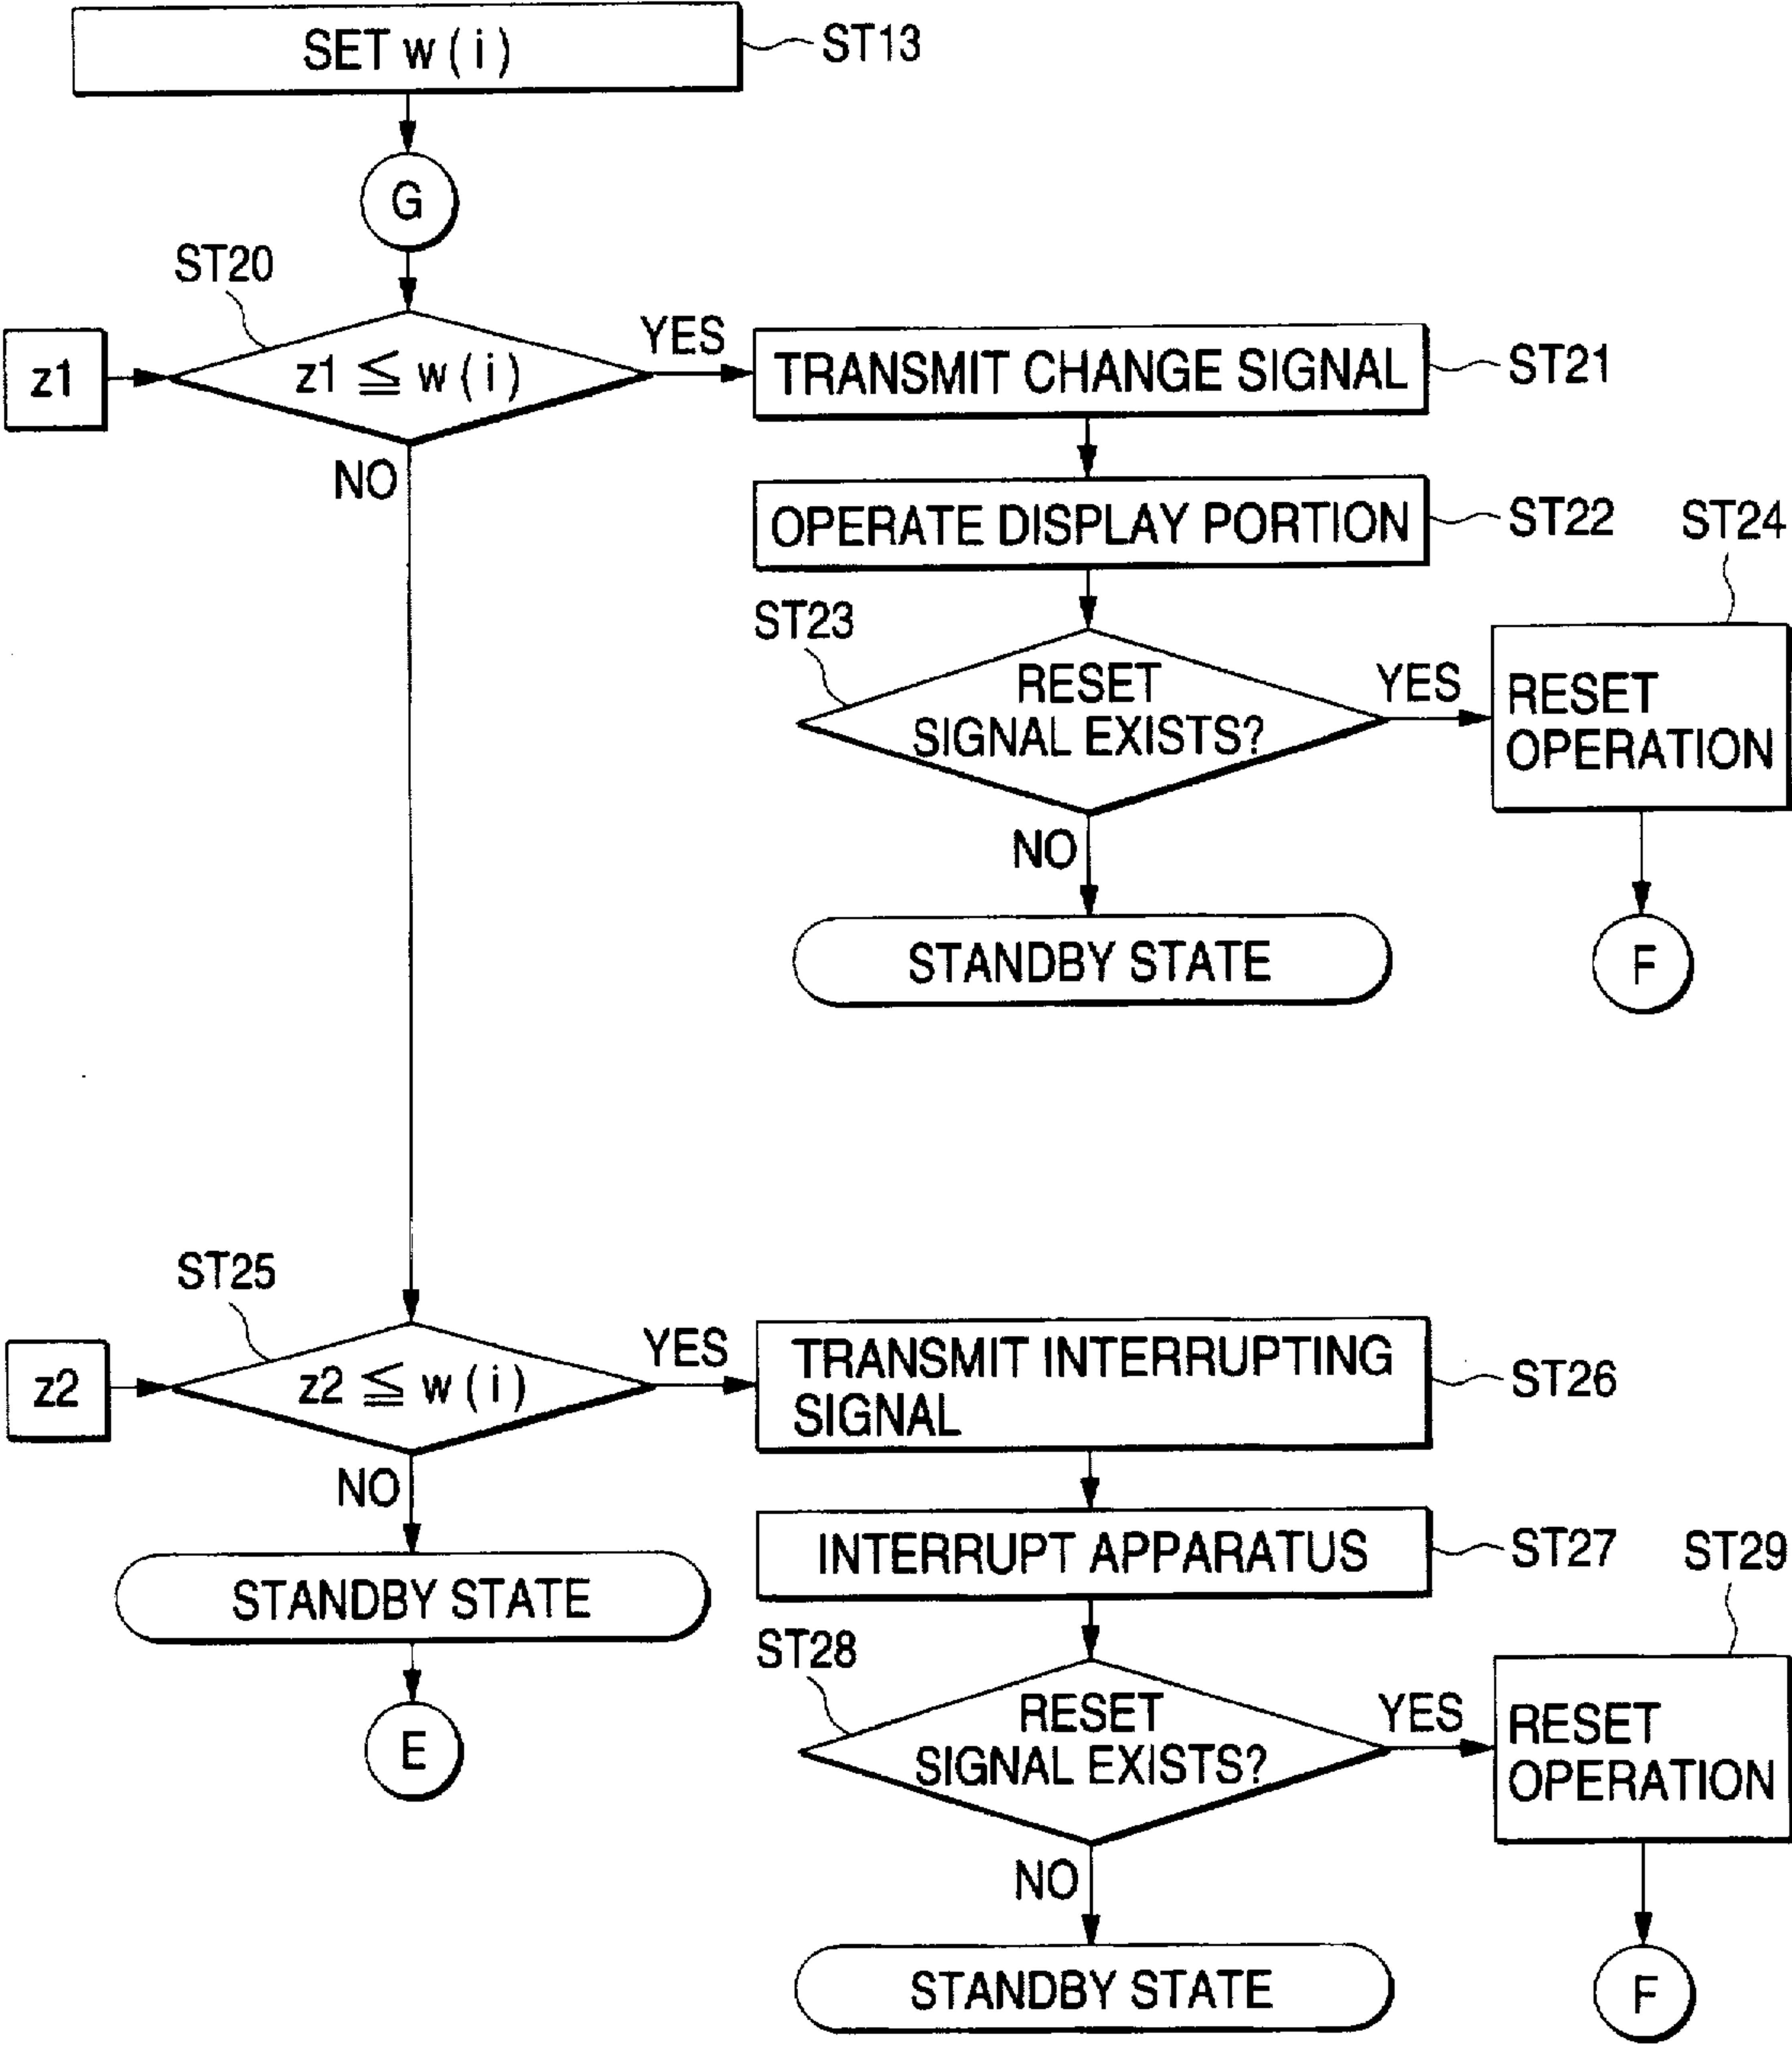 SET w ( i )
ST13
G
ST20
z1
z1 ≦ w ( i )
YES
NO
TRANSMIT CHANGE SIGNAL
ST21
OPERATE DISPLAY PORTION
ST22
ST24
ST23
RESET
SIGNAL EXISTS?
YES
RESET
OPERATION
NO
STANDBY STATE
F
ST25
z2
z2 ≦ w ( i )
YES
NO
TRANSMIT INTERRUPTING
SIGNAL
ST26
INTERRUPT APPARATUS
ST27
ST29
STANDBY STATE
E
ST28
RESET
SIGNAL EXISTS?
YES
RESET
OPERATION
NO
STANDBY STATE
F